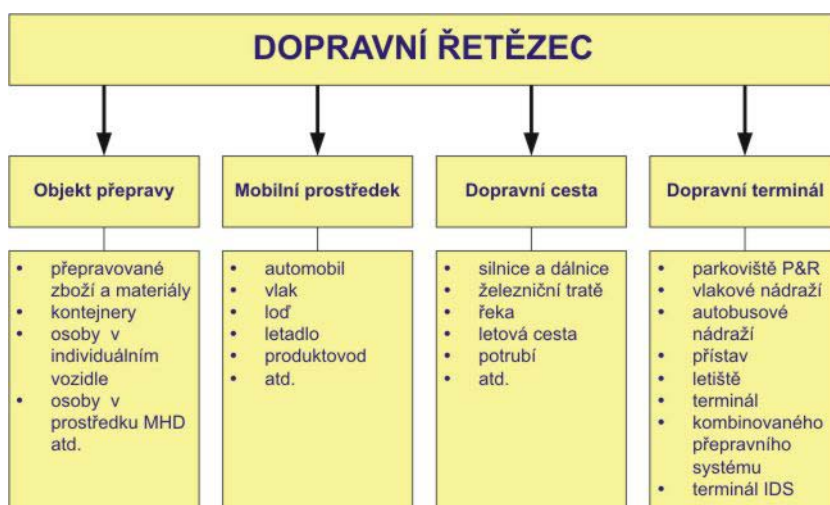 DOPRAVNÍ ŘETĚZEC
Objekt přepravy
• přepravované
zboží a materiály
• kontejnery
• osoby v
individuálním
vozidle
• osoby v
prostředku MHD
atd.
Mobilní prostředek
• automobil
• vlak
• loď
• letadlo
• produktovod
• atd.
Dopravní cesta
• silnice a dálnice
• železniční tratě
• řeka
• letová cesta
• potrubí
• atd.
Dopravní terminál
• parkoviště P&R
• vlakové nádraží
• autobusové
nádraží
• přístav
• letiště
• terminál
• kombinovaného
přepravního
systému
• terminál IDS